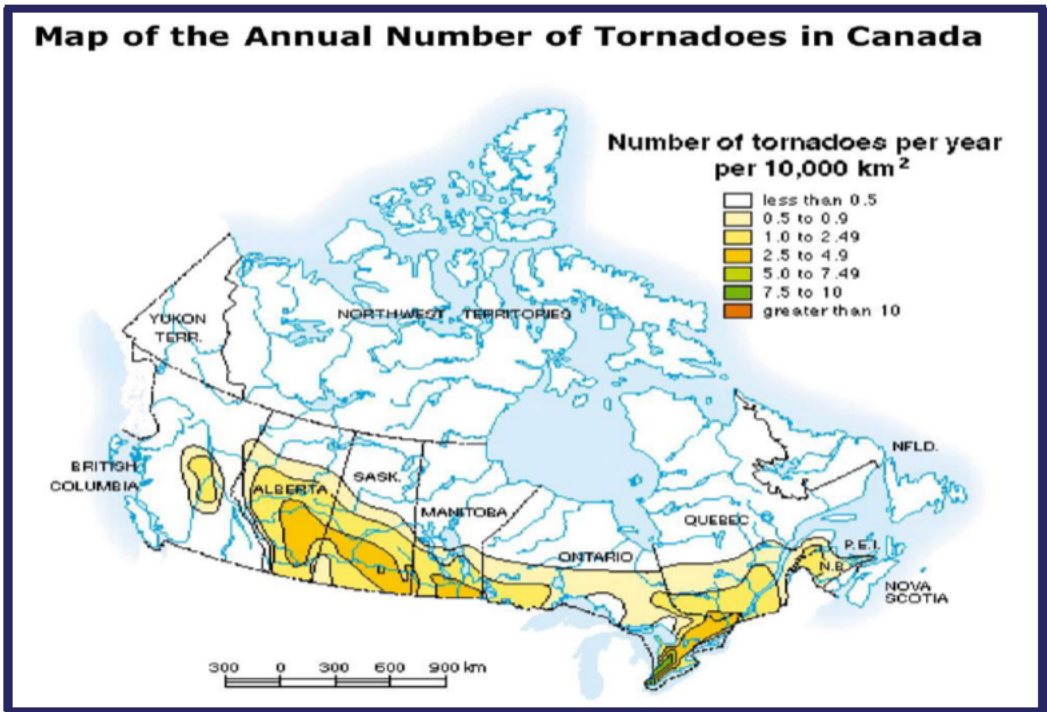 Map of the Annual Number of Tornadoes in Canada
Number of tornadoes per year
per 10,000 km²
less than 0.5
0.5 to 0.9
1.0 to 2.49
2.5 to 4.9
5.0 to 7.49
7.5 to 10
greater than 10
YUKON
TERR.
NORTHWEST TERRITORIES
BRITISH
COLUMBIA
ALBERTA
SASK.
MANITOBA
ONTARIO
QUEBEC
NFLD.
P.E.I.
N.B.
NOVA
SCOTIA
300 0 300 600 900 km